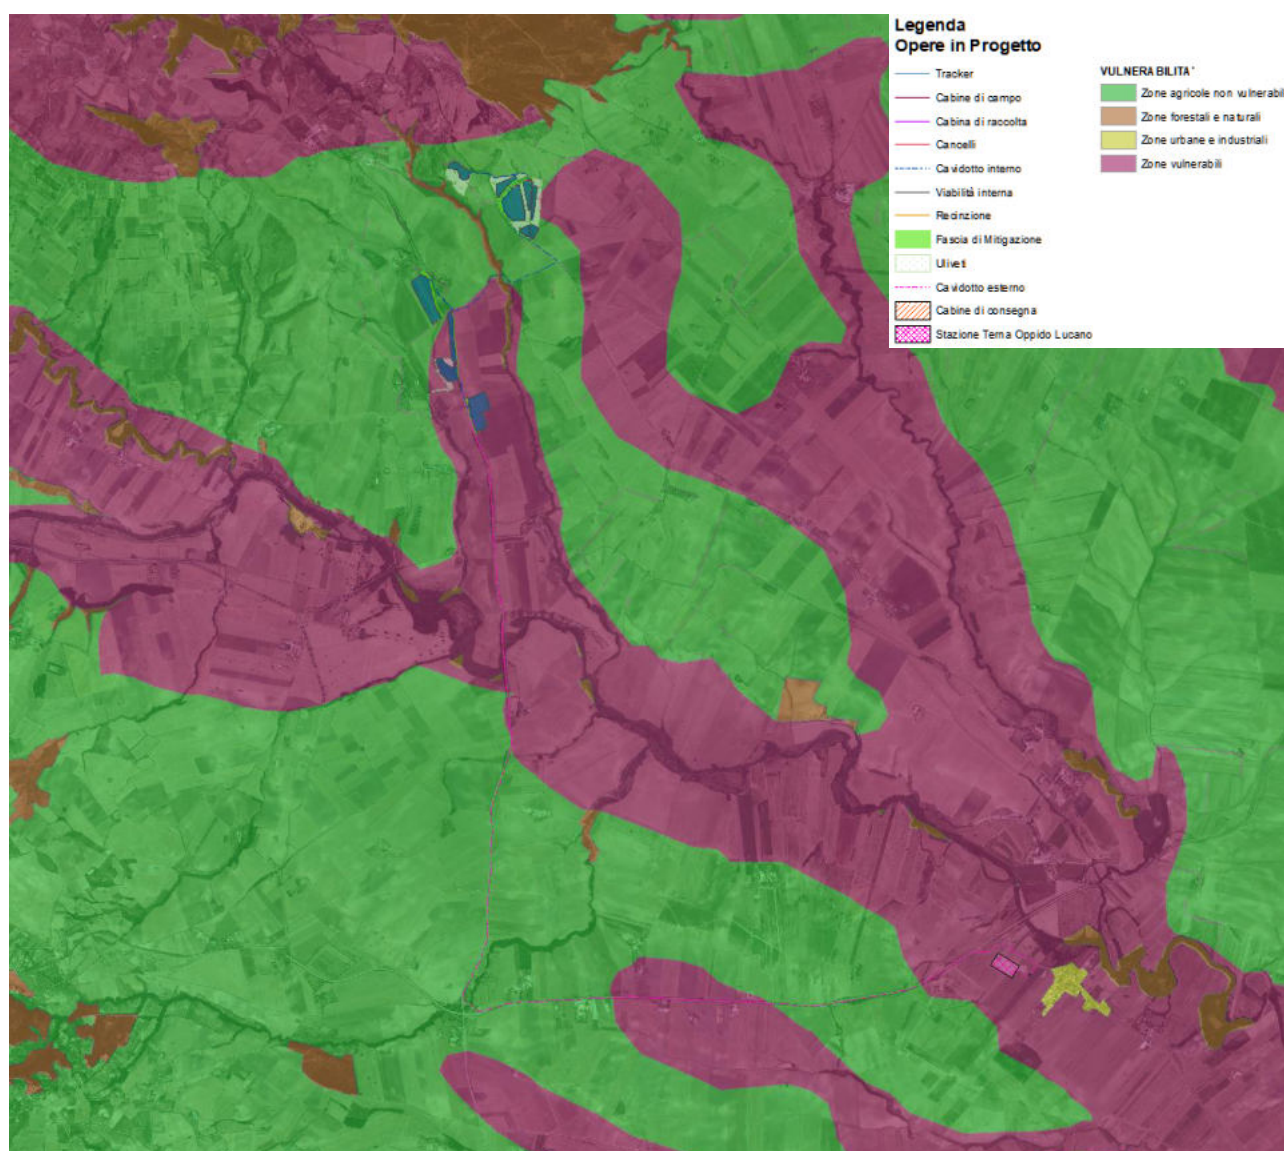 Legenda
Opere in Progetto
Tracker
Cabine di campo
Cabina di raccolta
Cancelli
Cavidotto interno
Viabilità interna
Recinzione
Fascia di Mitigazione
Uliveti
Cavidotto esterno
Cabine di consegna
Stazione Terna Oppido Lucano
VULNERABILITA'
Zone agricole non vulnerabil
Zone forestali e naturali
Zone urbane e industriali
Zone vulnerabili